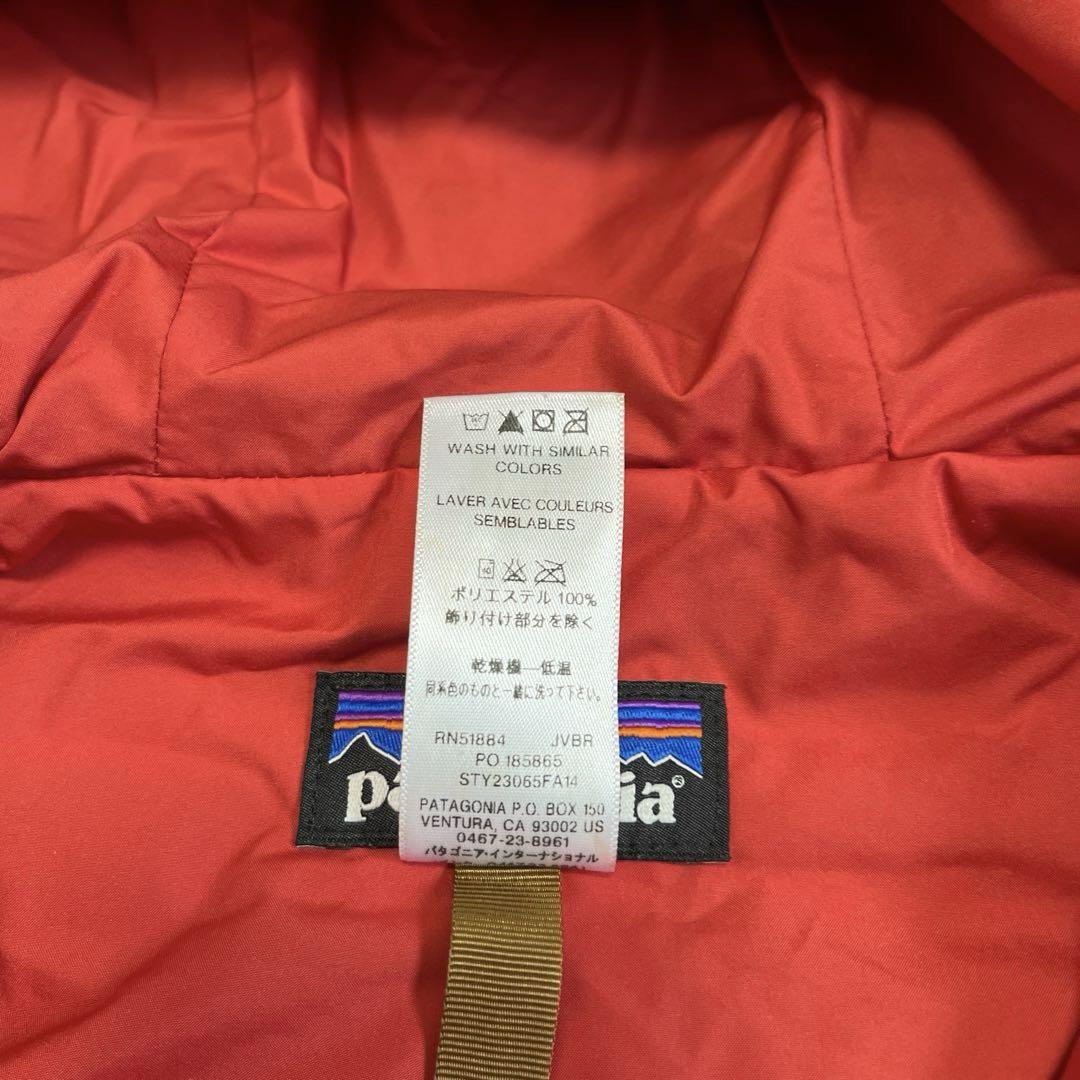 WASH WITH SIMILAR
COLORS
LAVER AVEC COULEURS
SEMBLABLES
40
ポリエステル 100%
飾り付け部分を除く
乾燥機—低温
同系色のものと一緒に洗って下さい。
RN51884 JVBR
PO 185865
STY23065FA14
PATAGONIA P.O. BOX 150
VENTURA, CA 93002 US
0467-23-8961
パタゴニア・インターナショナル
pa
ia®